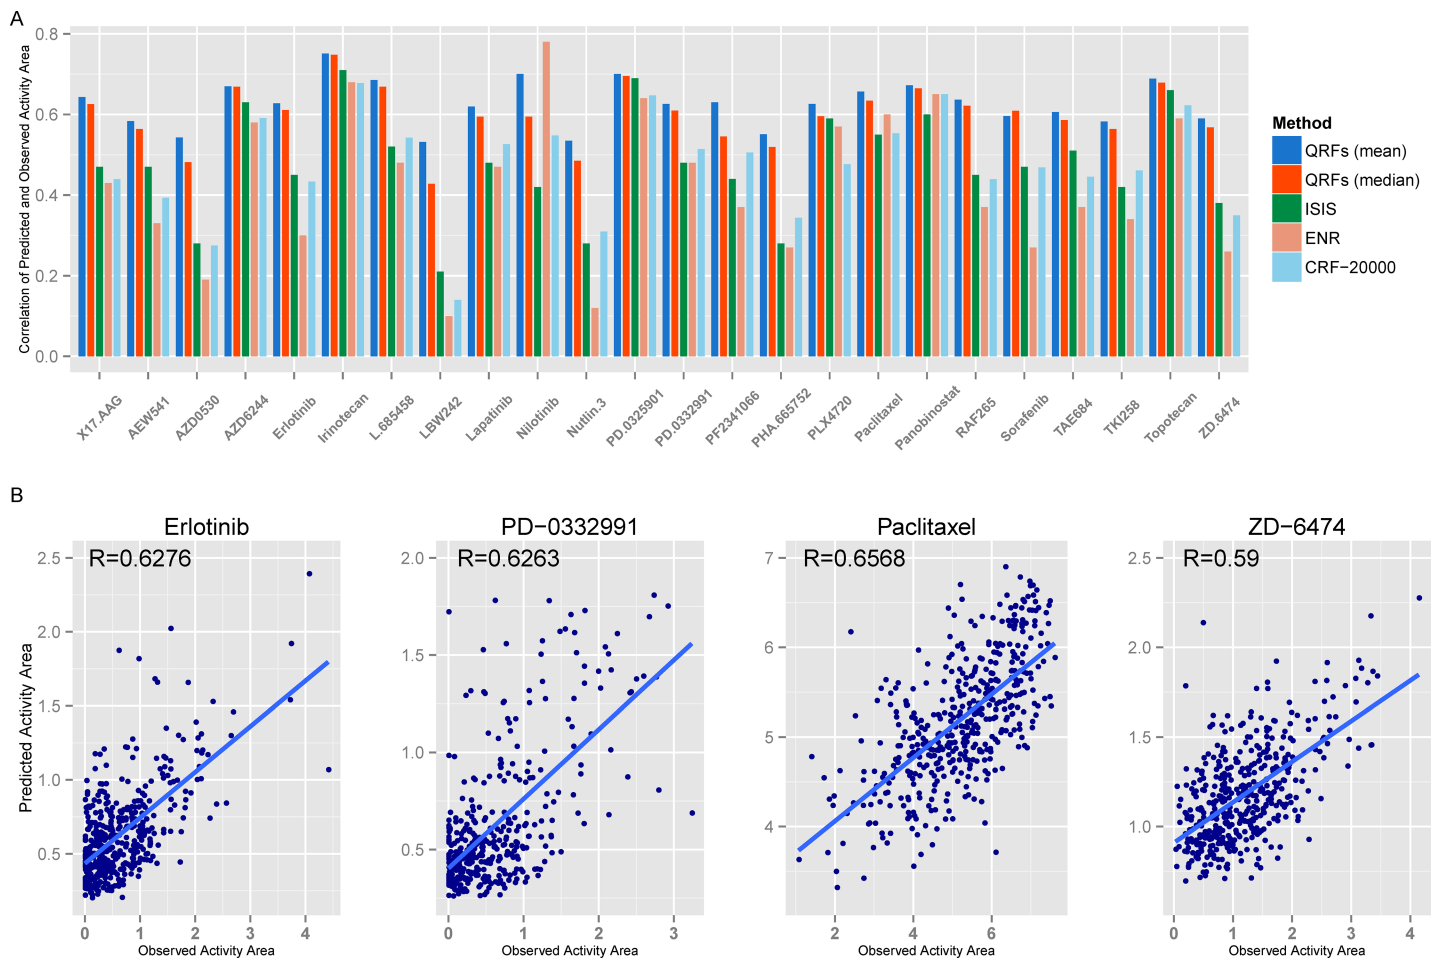 A
Correlation of Predicted and Observed Activity Area
0.8
0.6
0.4
0.2
0.0
X17.AAG
AEW541
AZD0530
AZD6244
Erlotinib
Irinotecan
L.685458
LBW242
Lapatinib
Nilotinib
Nutlin.3
PD.0325901
PD.0332991
PF2341066
PHA.665752
PLX4720
Paclitaxel
Panobinostat
RAF265
Sorafenib
TAE684
TKI258
Topotecan
ZD.6474
Method
QRFs (mean)
QRFs (median)
ISIS
ENR
CRF−20000
B
Predicted Activity Area
Erlotinib
R=0.6276
2.5
2.0
1.5
1.0
0.5
0 1 2 3 4
Observed Activity Area
PD−0332991
R=0.6263
2.0
1.5
1.0
0.5
0 1 2 3
Observed Activity Area
Paclitaxel
R=0.6568
7
6
5
4
2 4 6
Observed Activity Area
ZD−6474
R=0.59
2.5
2.0
1.5
1.0
0 1 2 3 4
Observed Activity Area